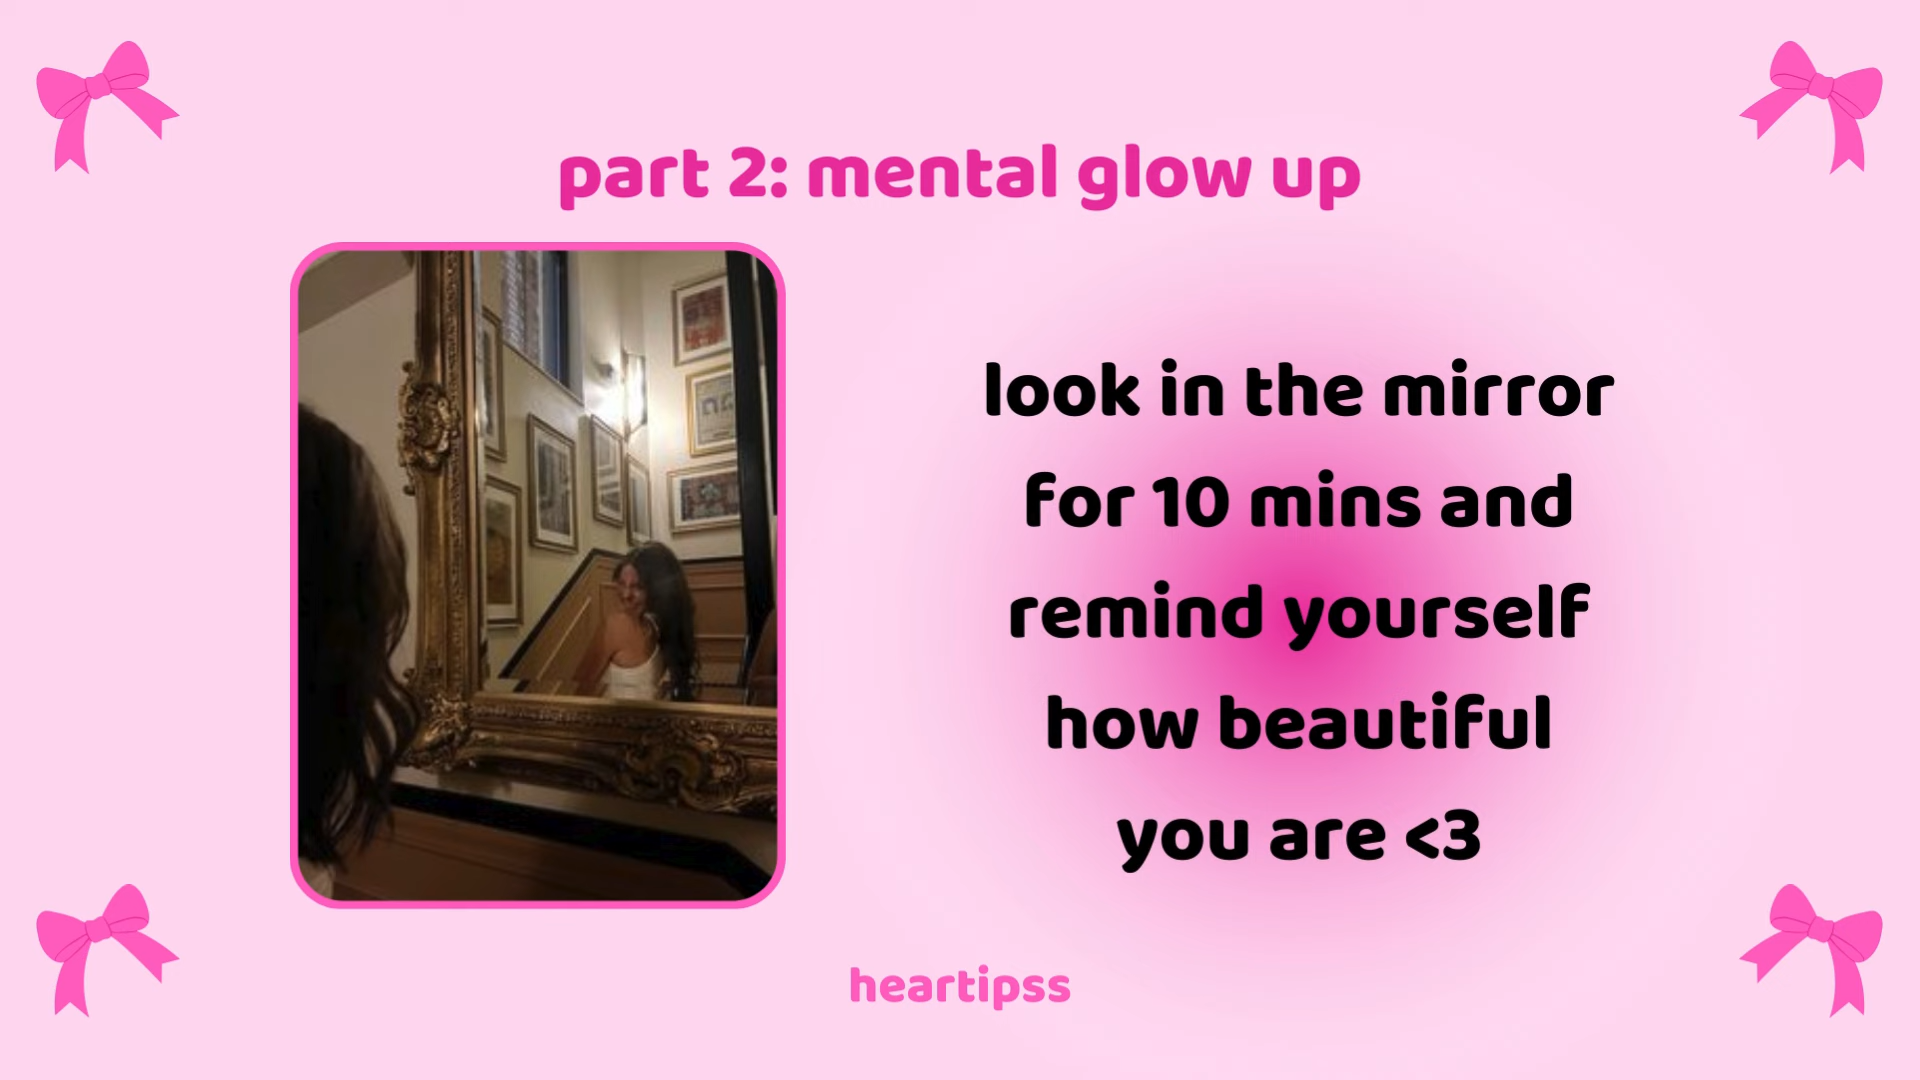 part 2: mental glow up
look in the mirror
for 10 mins and
remind yourself
how beautiful
you are <3
heartipss